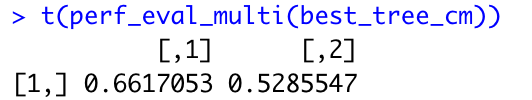 > t(perf_eval_multi(best_tree_cm))
[,1] [,2]
[1,] 0.6617053 0.5285547